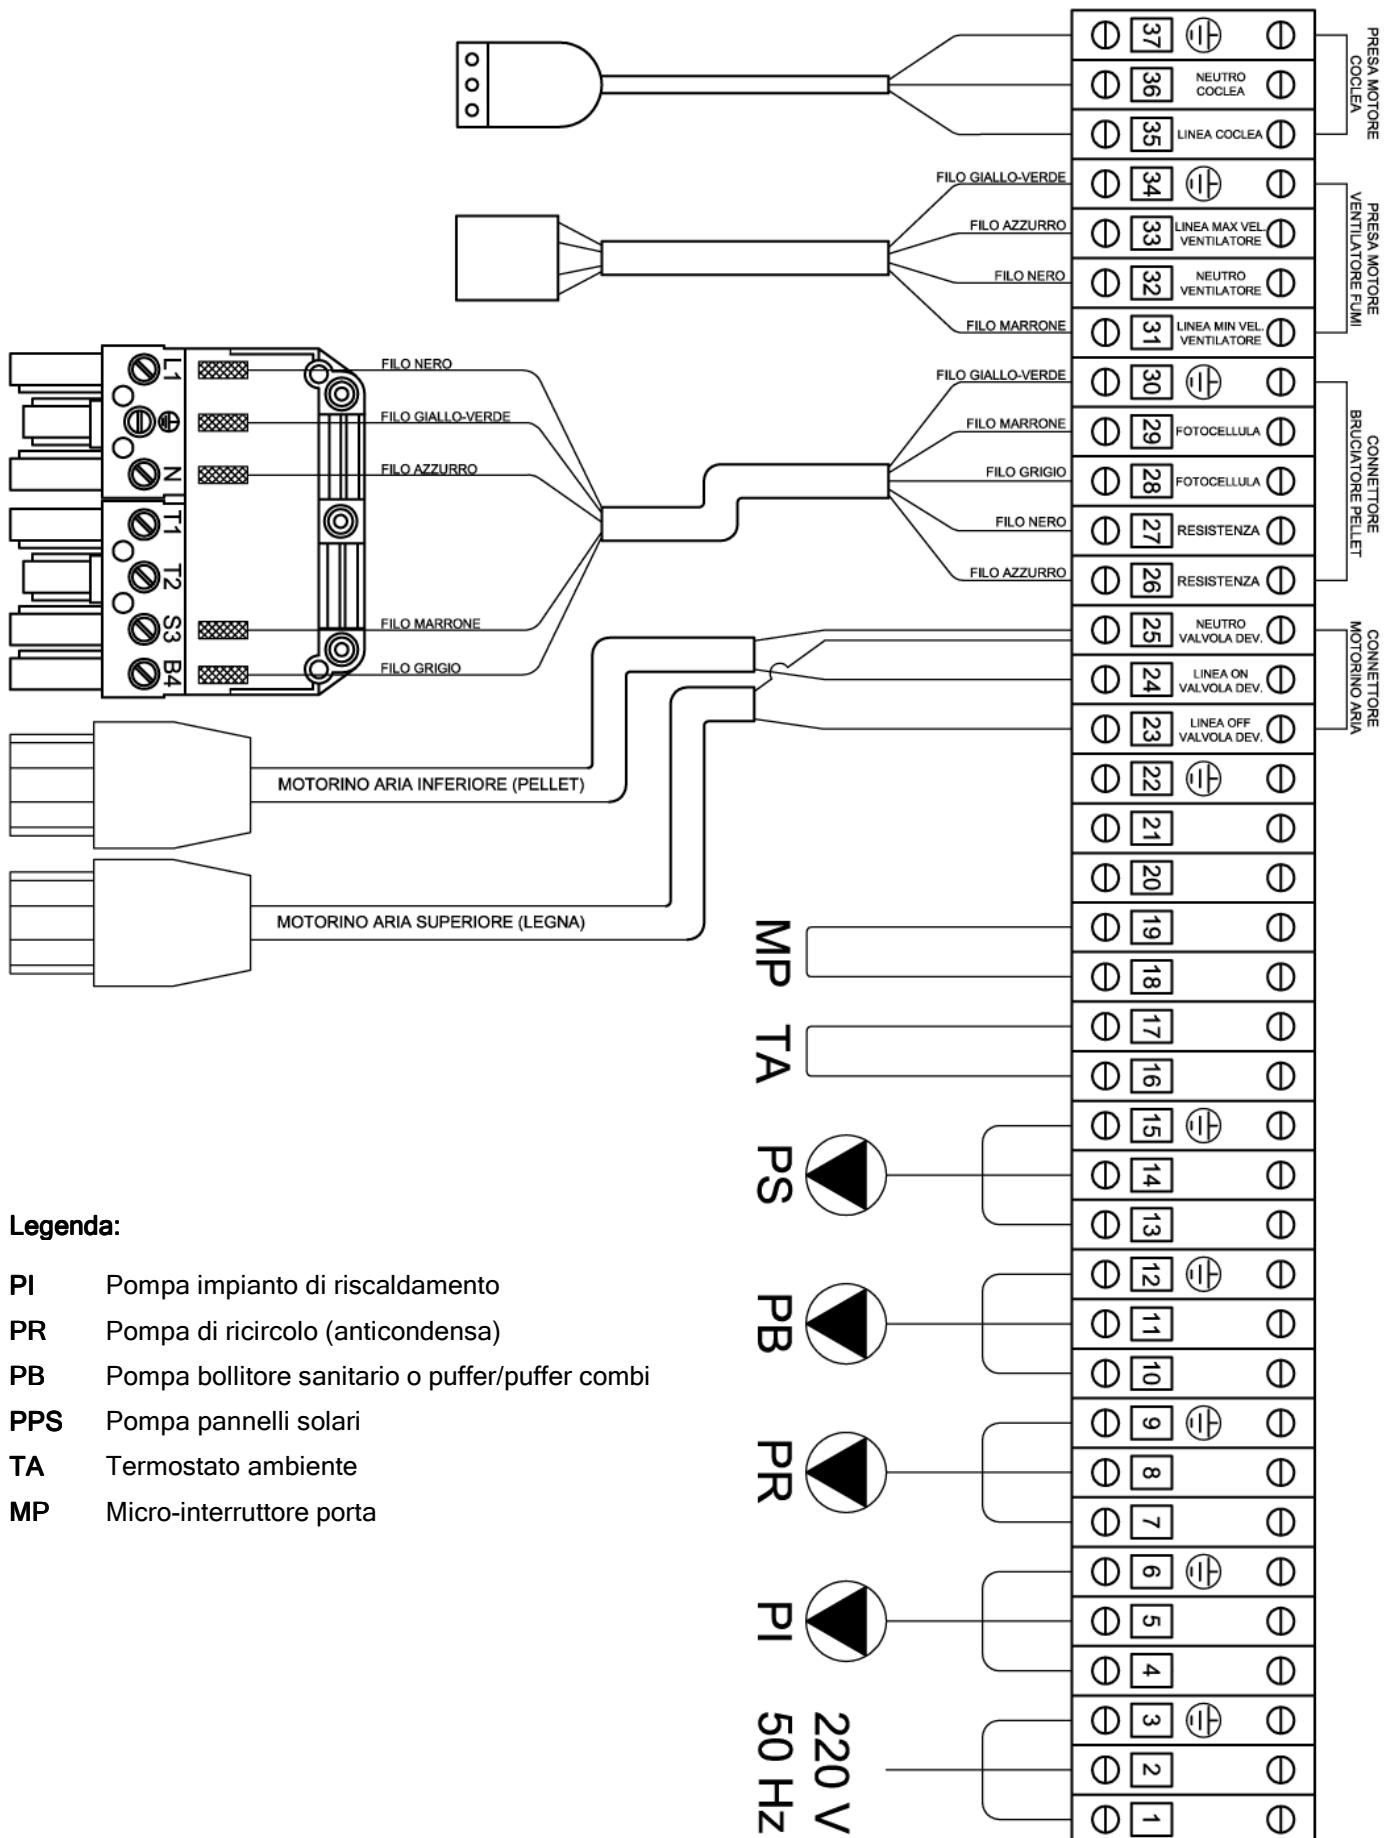 37
36 NEUTRO
COCLEA
35 LINEA COCLEA
PRESA MOTORE
COCLEA
FILO GIALLO-VERDE
34
FILO AZZURRO
33 LINEA MAX VEL.
VENTILATORE
FILO NERO
32 NEUTRO
VENTILATORE
FILO MARRONE
31 LINEA MIN VEL.
VENTILATORE
PRESA MOTORE
VENTILATORE FUMI
FILO GIALLO-VERDE
30
FILO MARRONE
29 FOTOCELLULA
FILO GRIGIO
28 FOTOCELLULA
FILO NERO
27 RESISTENZA
FILO AZZURRO
26 RESISTENZA
CONNETTORE
BRUCIATORE PELLET
L1
FILO NERO
FILO GIALLO-VERDE
N
FILO AZZURRO
T1
T2
S3
FILO MARRONE
B4
FILO GRIGIO
25 NEUTRO
VALVOLA DEV.
24 LINEA ON
VALVOLA DEV.
23 LINEA OFF
VALVOLA DEV.
CONNETTORE
MOTORINO ARIA
MOTORINO ARIA INFERIORE (PELLET)
MOTORINO ARIA SUPERIORE (LEGNA)
22
21
20
19
18
MP
17
16
TA
15
14
13
PS
12
11
10
PB
9
8
7
PR
6
5
4
PI
3
2
1
220 V
50 Hz
Legenda:
PI Pompa impianto di riscaldamento
PR Pompa di ricircolo (anticondensa)
PB Pompa bollitore sanitario o puffer/puffer combi
PPS Pompa pannelli solari
TA Termostato ambiente
MP Micro-interruttore porta